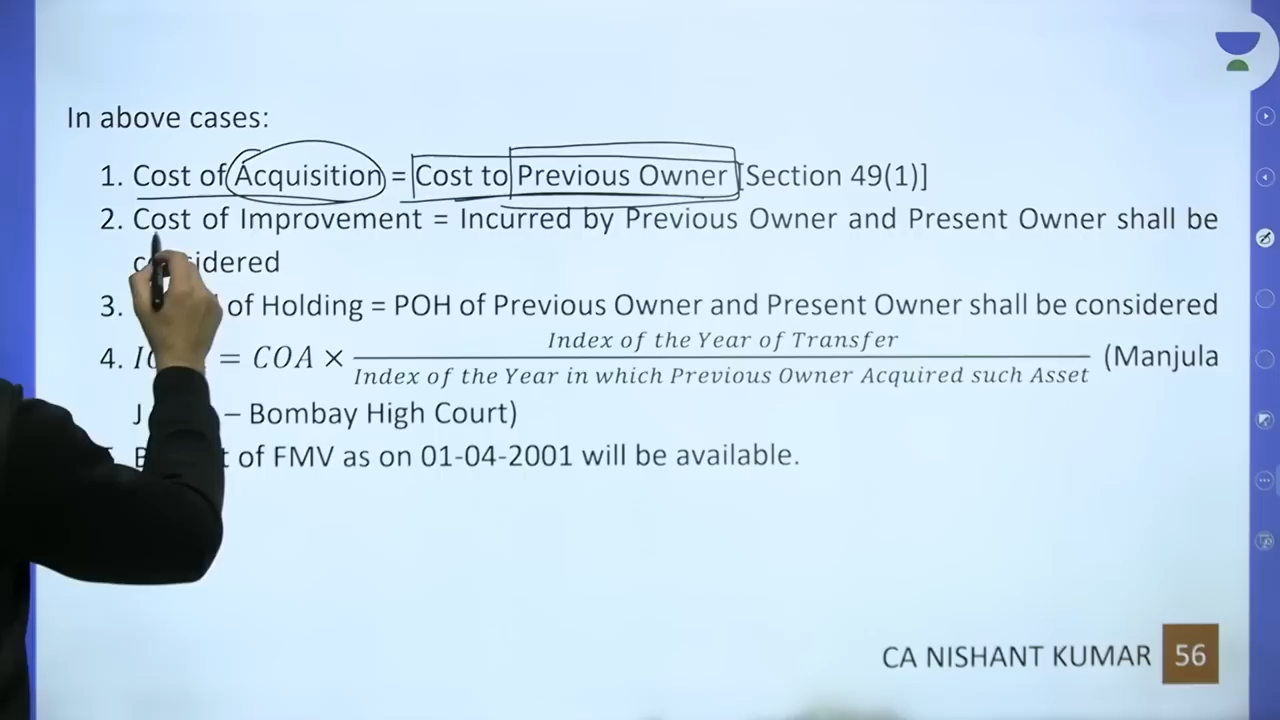 In above cases:
1. Cost of Acquisition = Cost to Previous Owner [Section 49(1)]
2. Cost of Improvement = Incurred by Previous Owner and Present Owner shall be
3. of Holding = POH of Previous Owner and Present Owner shall be considered
Index of the Year of Transfer
4. = COA × (Manjula
Index of the Year in which Previous Owner Acquired such Asset
J – Bombay High Court)
of FMV as on 01-04-2001 will be available.
CA NISHANT KUMAR 56